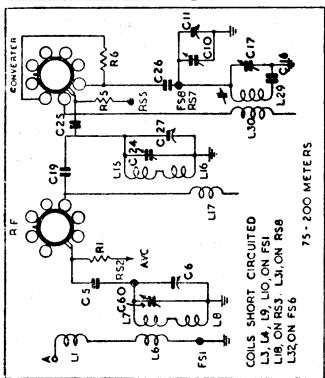 CONVERTER
R6
C11
C10
C26
FS8
RS7
C17
C18
L29
L30
R5
RS5
C25
C27
C24
L15
L16
C19
L17
RF
R1
RS2
AVC
C5
C6
C60
L7
L8
A
L1
L6
FS1
COILS SHORT CIRCUITED
L3, L4, L9, L10, ON FS1
L18, ON RS3. L31, ON RS8
L32, ON FS6
75-200 METERS